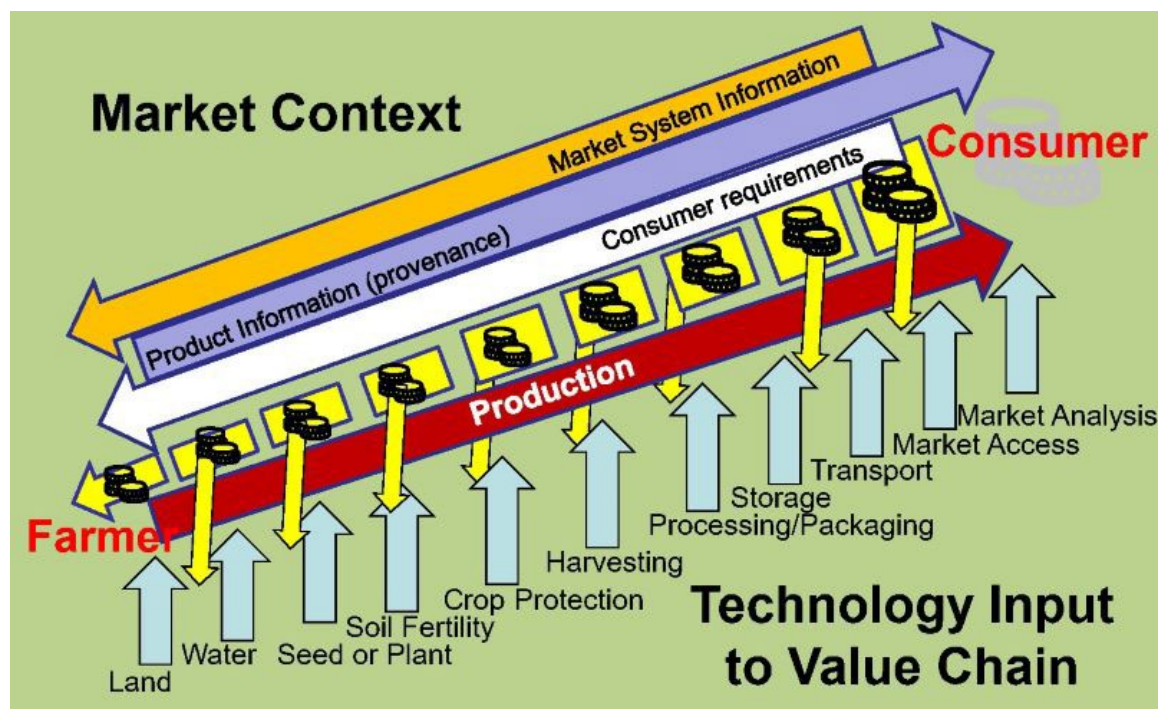 Market Context
Market System Information
Consumer
Product Information (provenance)
Consumer requirements
Production
Farmer
Market Analysis
Market Access
Transport
Storage
Processing/Packaging
Harvesting
Crop Protection
Soil Fertility
Seed or Plant
Water
Land
Technology Input
to Value Chain